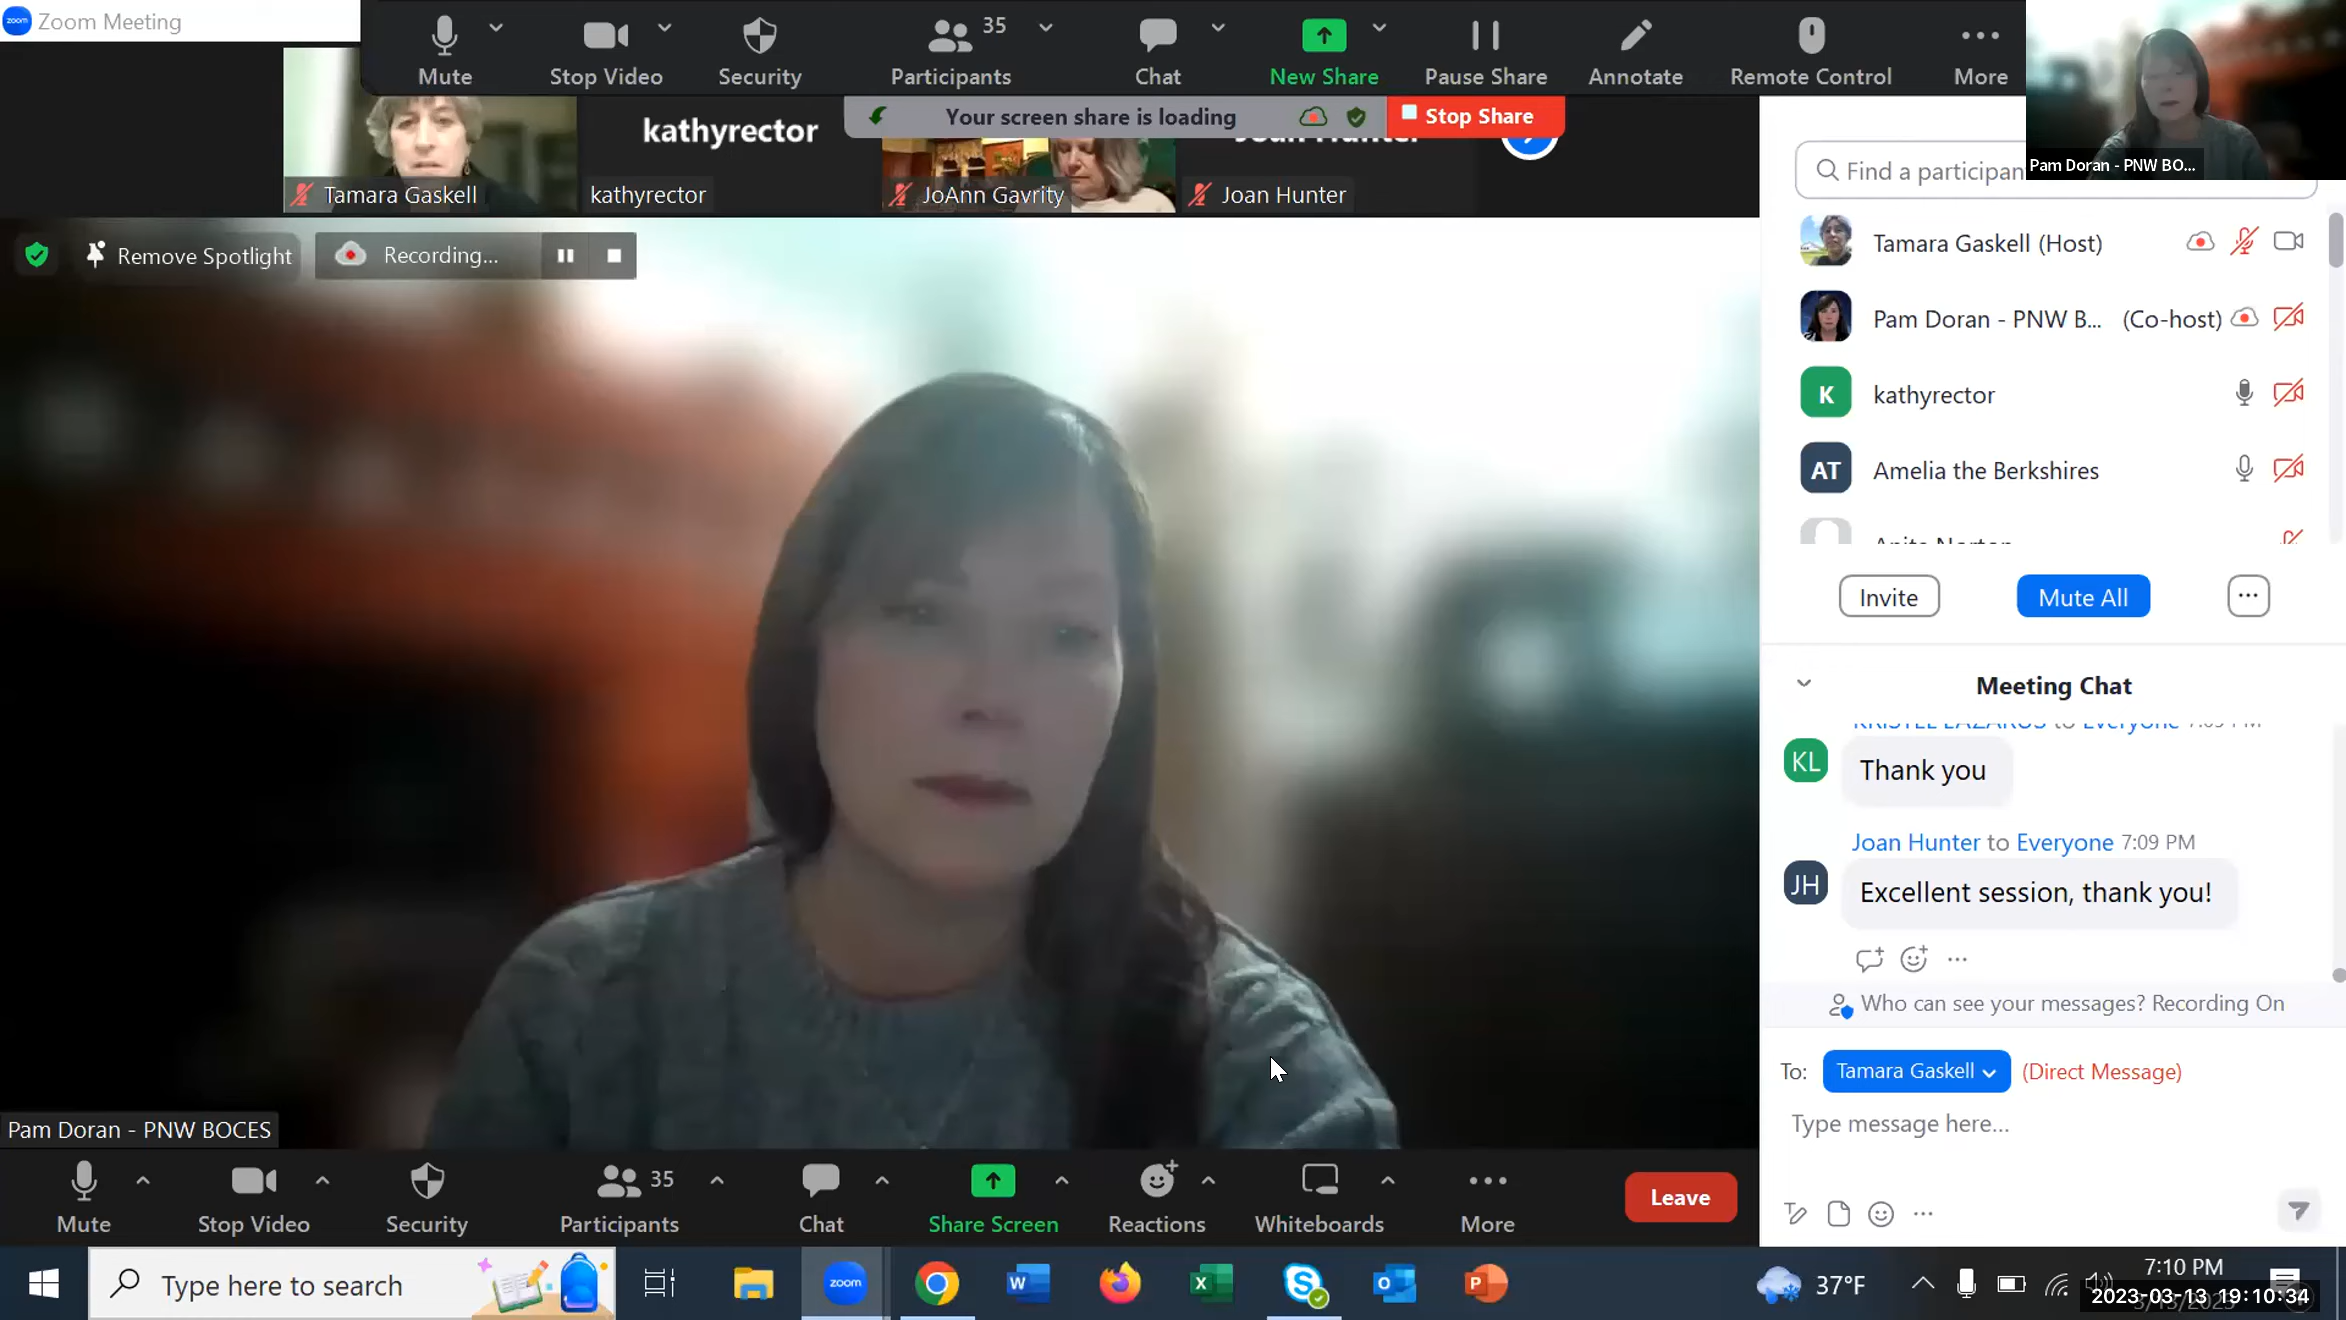 zoom Zoom Meeting
Mute
Stop Video
Security
35
Participants
Chat
New Share
Pause Share
Annotate
Remote Control
More
Your screen share is loading
Stop Share
kathyrector
Tamara Gaskell
kathyrector
JoAnn Gavrity
Joan Hunter
Pam Doran - PNW BO...
Find a participan
Remove Spotlight
Recording...
Tamara Gaskell (Host)
Pam Doran - PNW B... (Co-host)
K kathyrector
AT Amelia the Berkshires
Invite
Mute All
Meeting Chat
to Everyone
KL Thank you
Joan Hunter to Everyone 7:09 PM
JH Excellent session, thank you!
Who can see your messages? Recording On
To: Tamara Gaskell (Direct Message)
Type message here...
Pam Doran - PNW BOCES
Mute
Stop Video
Security
35
Participants
Chat
Share Screen
Reactions
Whiteboards
More
Leave
Type here to search
zoom
37°F
7:10 PM
2023-03-13 19:10:34